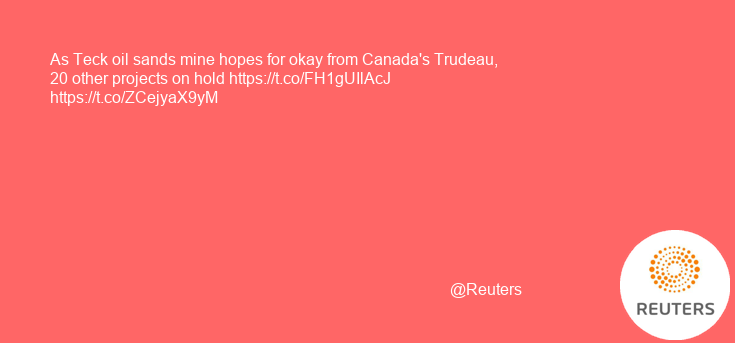 As Teck oil sands mine hopes for okay from Canada's Trudeau,
20 other projects on hold https://t.co/FH1gUIlAcJ
https://t.co/ZCejyaX9yM
@Reuters
REUTERS